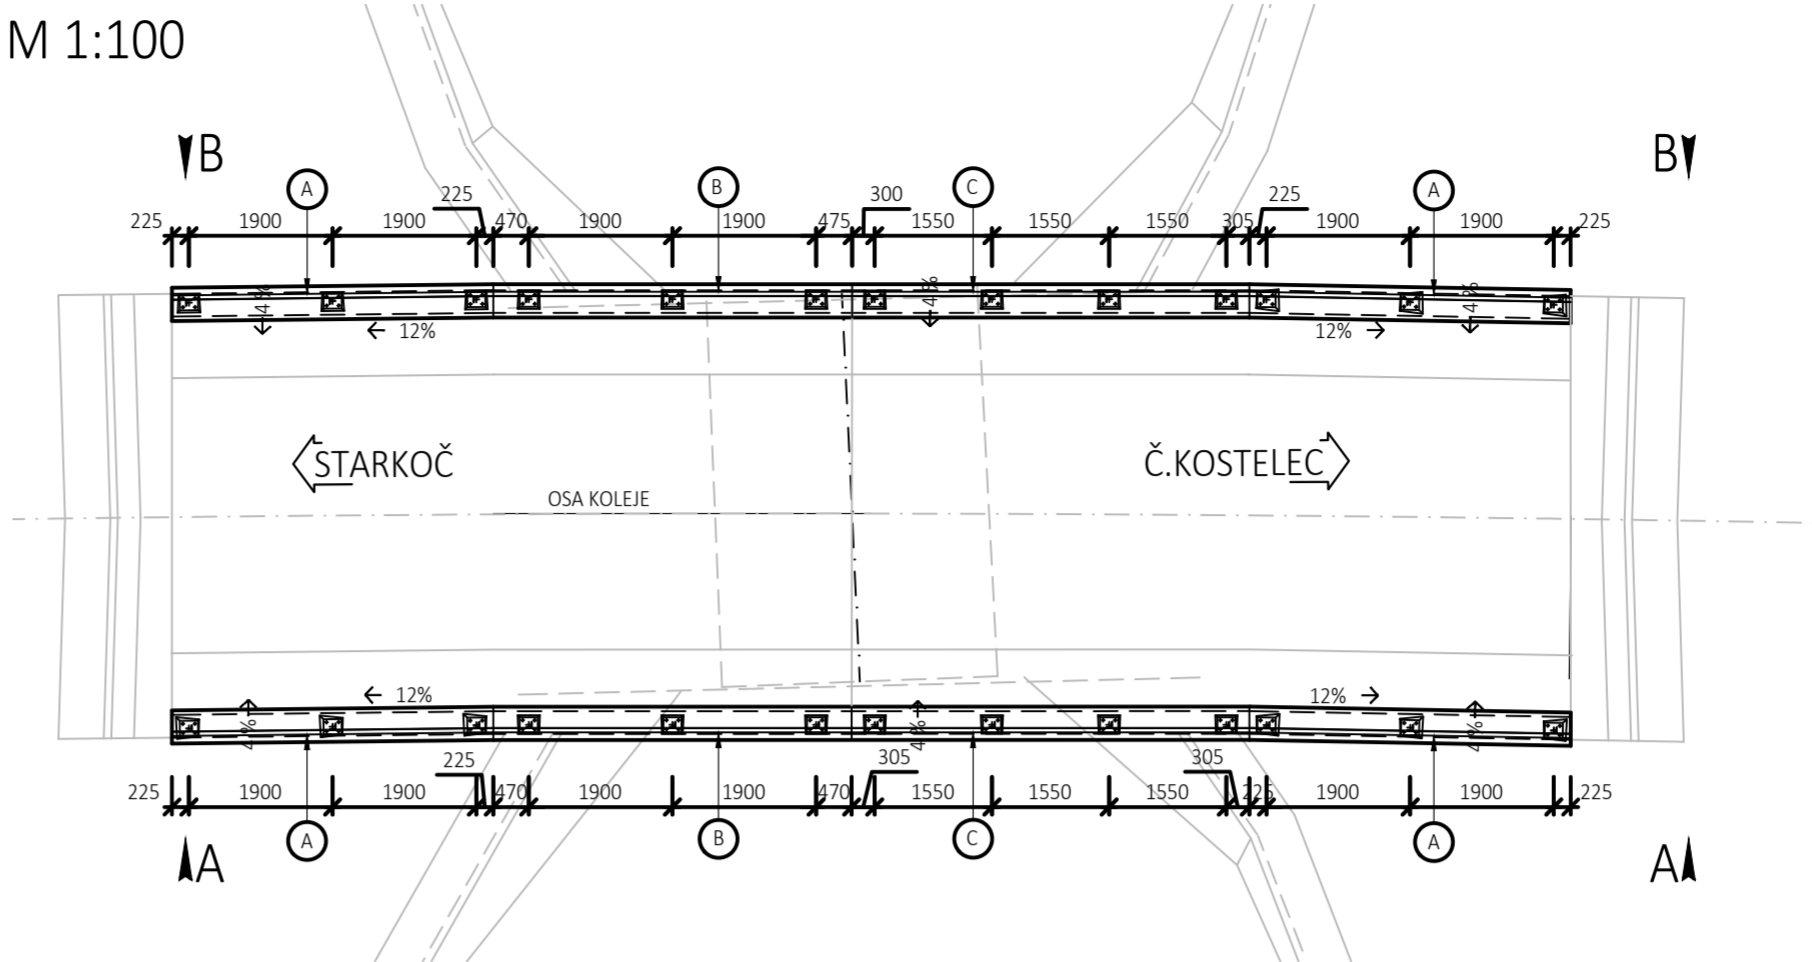 M 1:100
B B
A B C A
225 300 225
225 1900 1900 470 1900 1900 475 1550 1550 1550 305 1900 1900 225
4% 4% 4%
12% 12%
STARKOČ Č.KOSTELEC
OSA KOLEJE
12% 12%
4% 4% 4%
225 305 305
225 1900 1900 470 1900 1900 470 1550 1550 1550 225 1900 1900 225
A B C A
A A